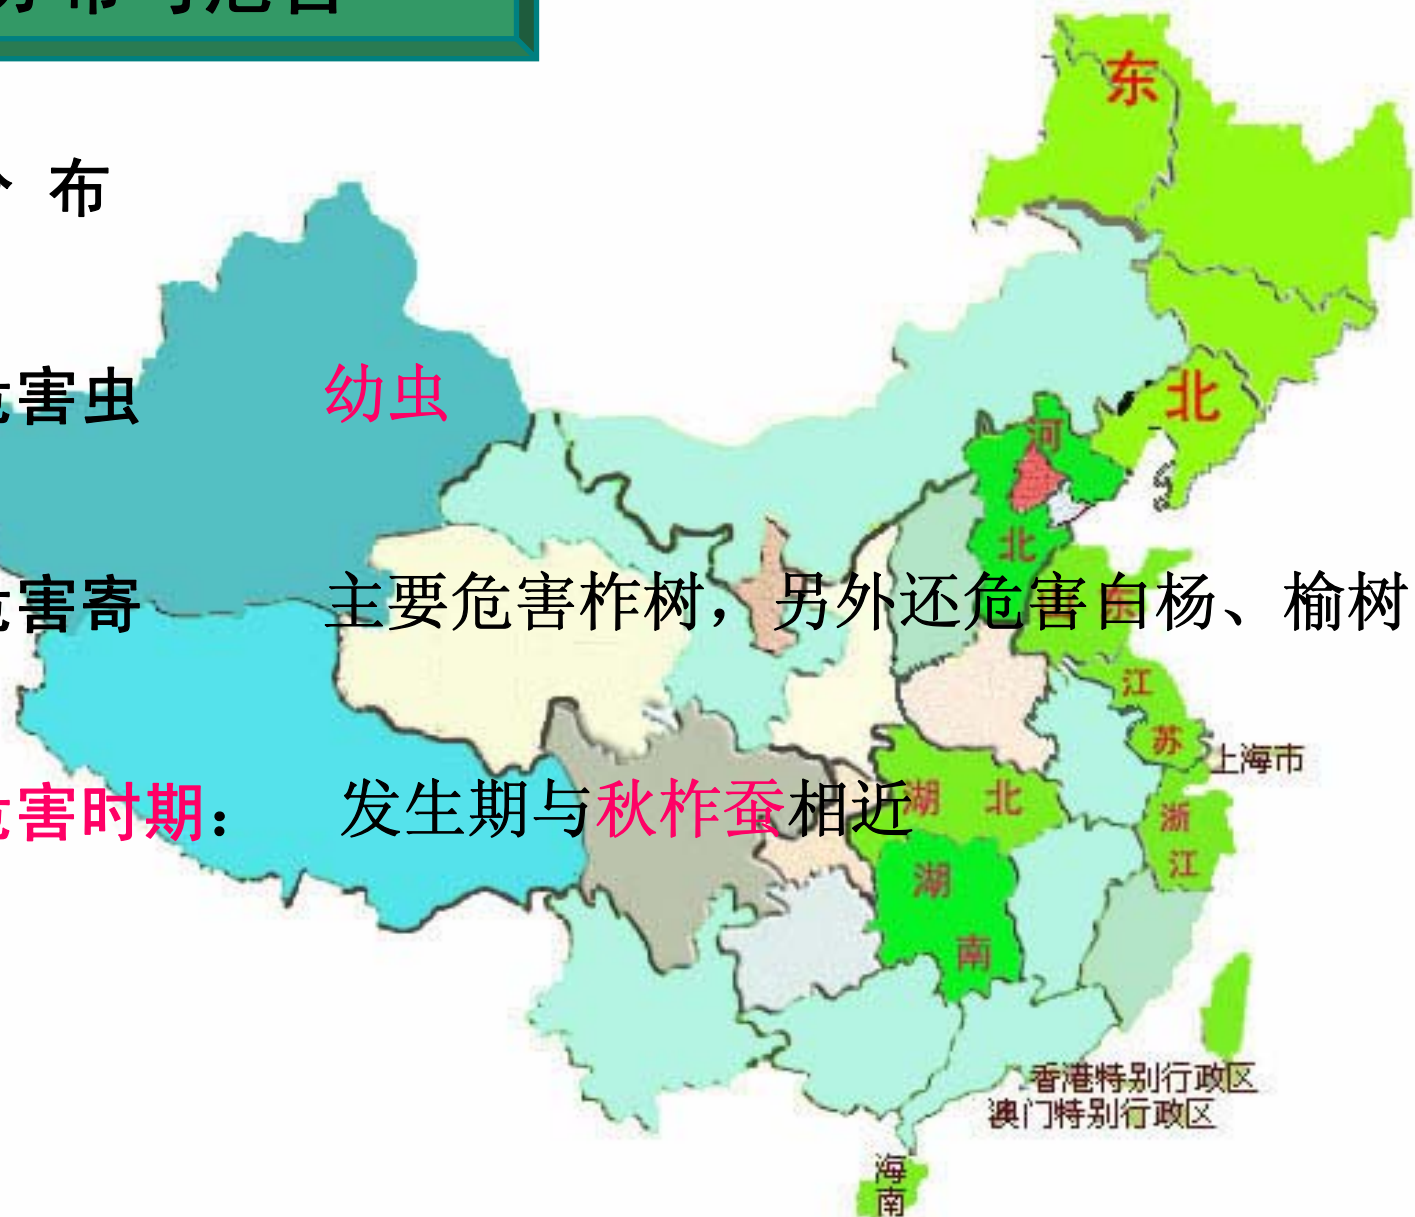 分布与危害
东
分 布
北
危害虫 幼虫
河
北
危害寄 主要危害柞树，另外还危害自杨、榆树
东
江
苏
上海市
危害时期： 发生期与秋柞蚕相近
湖 北
浙
江
湖
南
香港特别行政区
澳门特别行政区
海
南